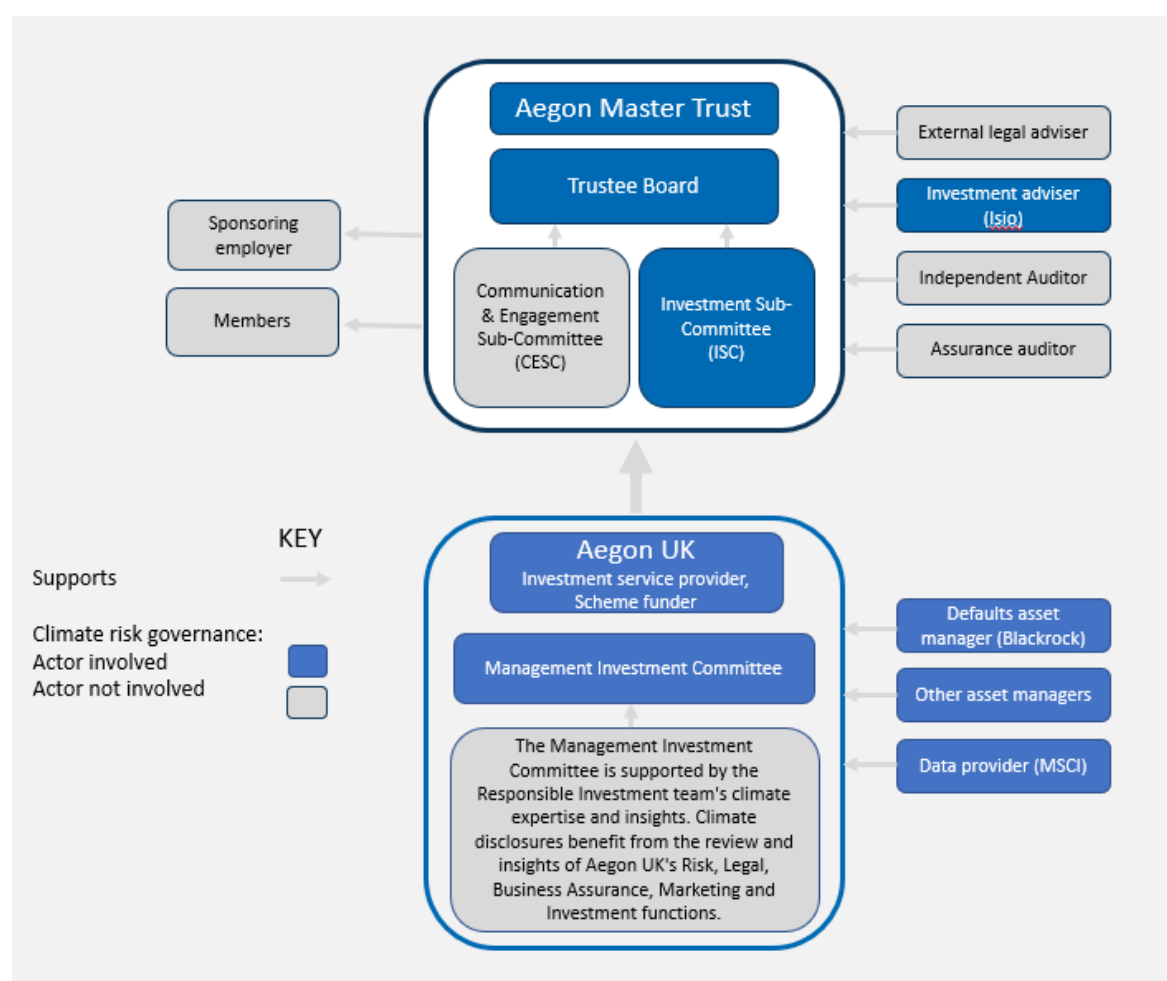 Aegon Master Trust
Trustee Board
Communication
& Engagement
Sub-Committee
(CESC)
Investment Sub-
Committee
(ISC)
Sponsoring
employer
Members
External legal adviser
Investment adviser
(Isio)
Independent Auditor
Assurance auditor
KEY
Supports
Climate risk governance:
Actor involved
Actor not involved
Aegon UK
Investment service provider,
Scheme funder
Management Investment Committee
The Management Investment
Committee is supported by the
Responsible Investment team's climate
expertise and insights. Climate
disclosures benefit from the review and
insights of Aegon UK's Risk, Legal,
Business Assurance, Marketing and
Investment functions.
Defaults asset
manager (Blackrock)
Other asset managers
Data provider (MSCI)